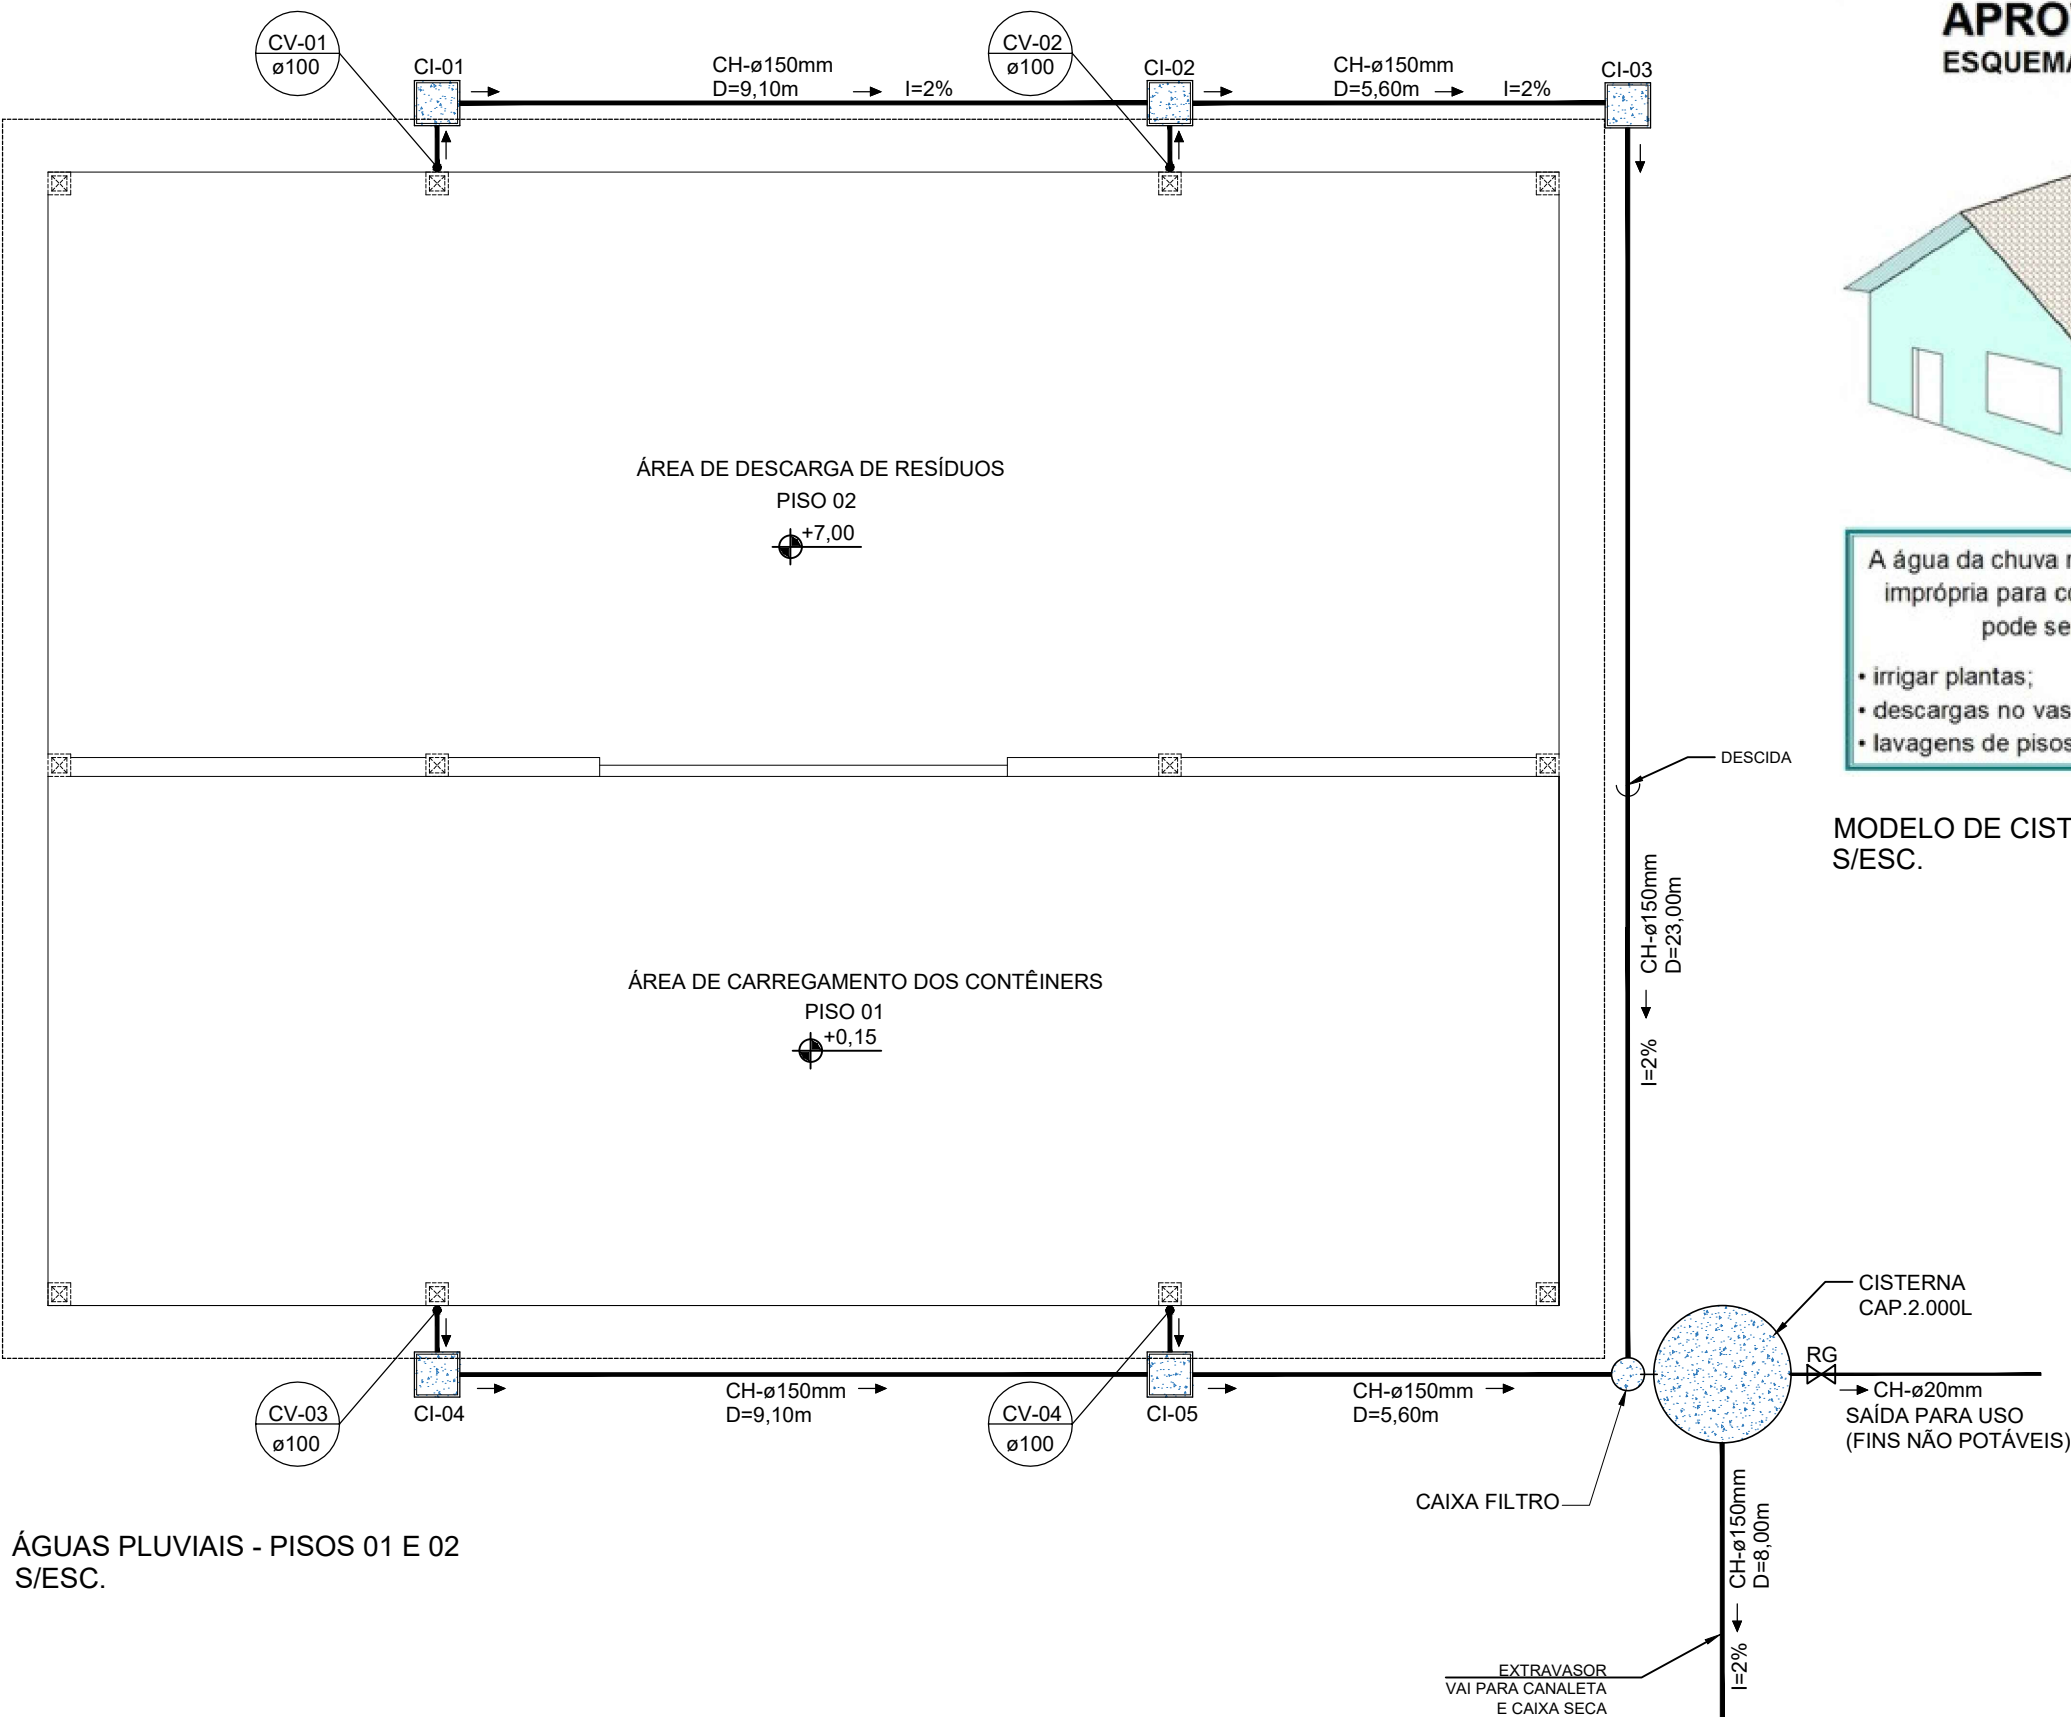 APRO
ESQUEMA
CV-01
ø100
CI-01
CH-ø150mm
D=9,10m
I=2%
CV-02
ø100
CI-02
CH-ø150mm
D=5,60m
I=2%
CI-03
ÁREA DE DESCARGA DE RESÍDUOS
PISO 02
+7,00
A água da chuva
imprópria para
pode se
• irrigar plantas;
• descargas no vas
• lavagens de pisos
DESCIDA
MODELO DE CIST
S/ESC.
CH-ø150mm
D=23,00m
I=2%
ÁREA DE CARREGAMENTO DOS CONTÊINERS
PISO 01
+0,15
CISTERNA
CAP.2.000L
RG
CH-ø20mm
SAÍDA PARA USO
(FINS NÃO POTÁVEIS)
CV-03
ø100
CI-04
CH-ø150mm
D=9,10m
CV-04
ø100
CI-05
CH-ø150mm
D=5,60m
CAIXA FILTRO
CH-ø150mm
D=8,00m
I=2%
EXTRAVASOR
VAI PARA CANALETA
E CAIXA SECA
ÁGUAS PLUVIAIS - PISOS 01 E 02
S/ESC.